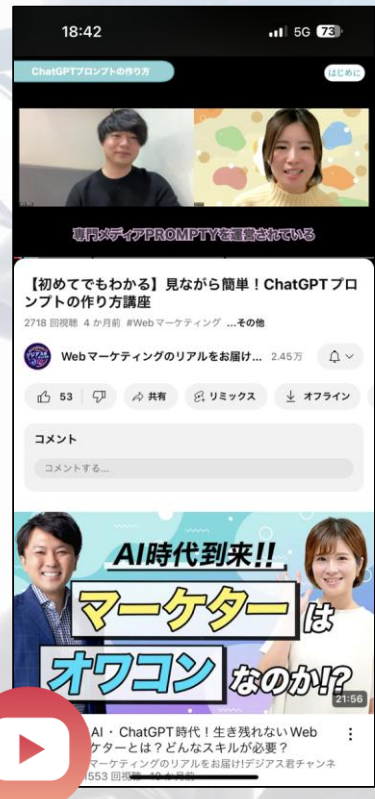 18:42
5G 73
ChatGPTプロンプトの作り方
はじめに
専門メディアPROMPTYを運営されている
【初めてでもわかる】見ながら簡単！ChatGPTプロ
ンプトの作り方講座
2718 回視聴 4 か月前 #Webマーケティング ...その他
Webマーケティングのリアルをお届け... 2.45万
53 共有 リミックス オフライン
コメント
コメントする...
AI時代到来!!
マーケターは
オワコンなのか!?
21:56
AI・ChatGPT時代！生き残れないWeb
ケターとは？どんなスキルが必要？
マーケティングのリアルをお届け!デジアス君チャンネ
1553 回視聴